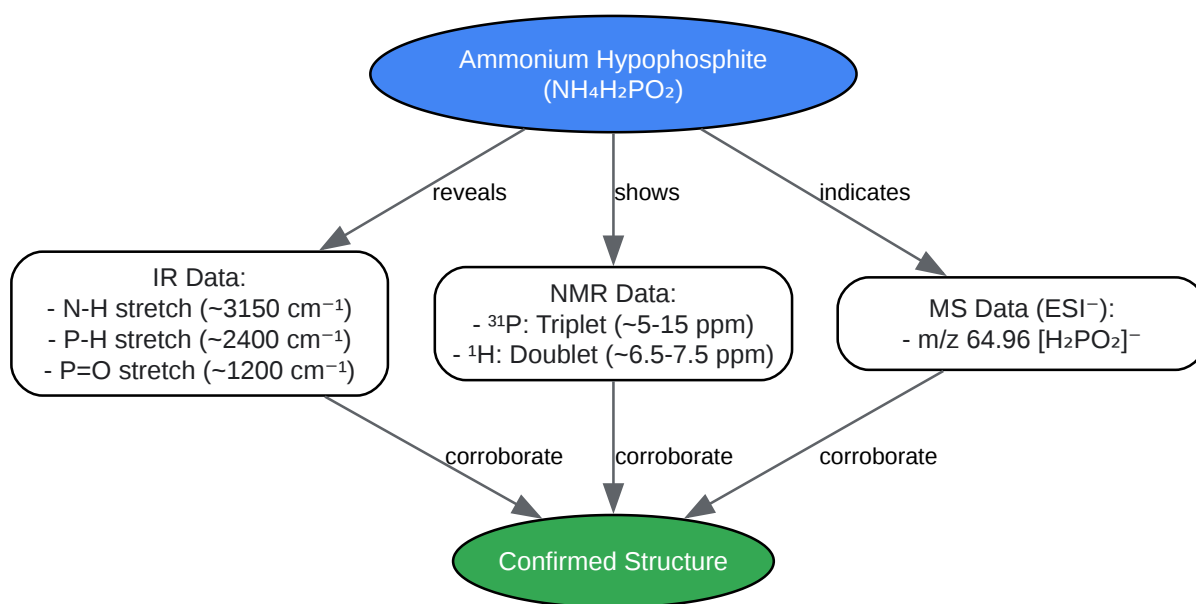 Ammonium Hypophosphite
(NH₄H₂PO₂)
reveals
shows
indicates
IR Data:
- N-H stretch (~3150 cm⁻¹)
- P-H stretch (~2400 cm⁻¹)
- P=O stretch (~1200 cm⁻¹)
NMR Data:
- ³¹P: Triplet (~5-15 ppm)
- ¹H: Doublet (~6.5-7.5 ppm)
MS Data (ESI⁻):
- m/z 64.96 [H₂PO₂]⁻
corroborate
corroborate
corroborate
Confirmed Structure